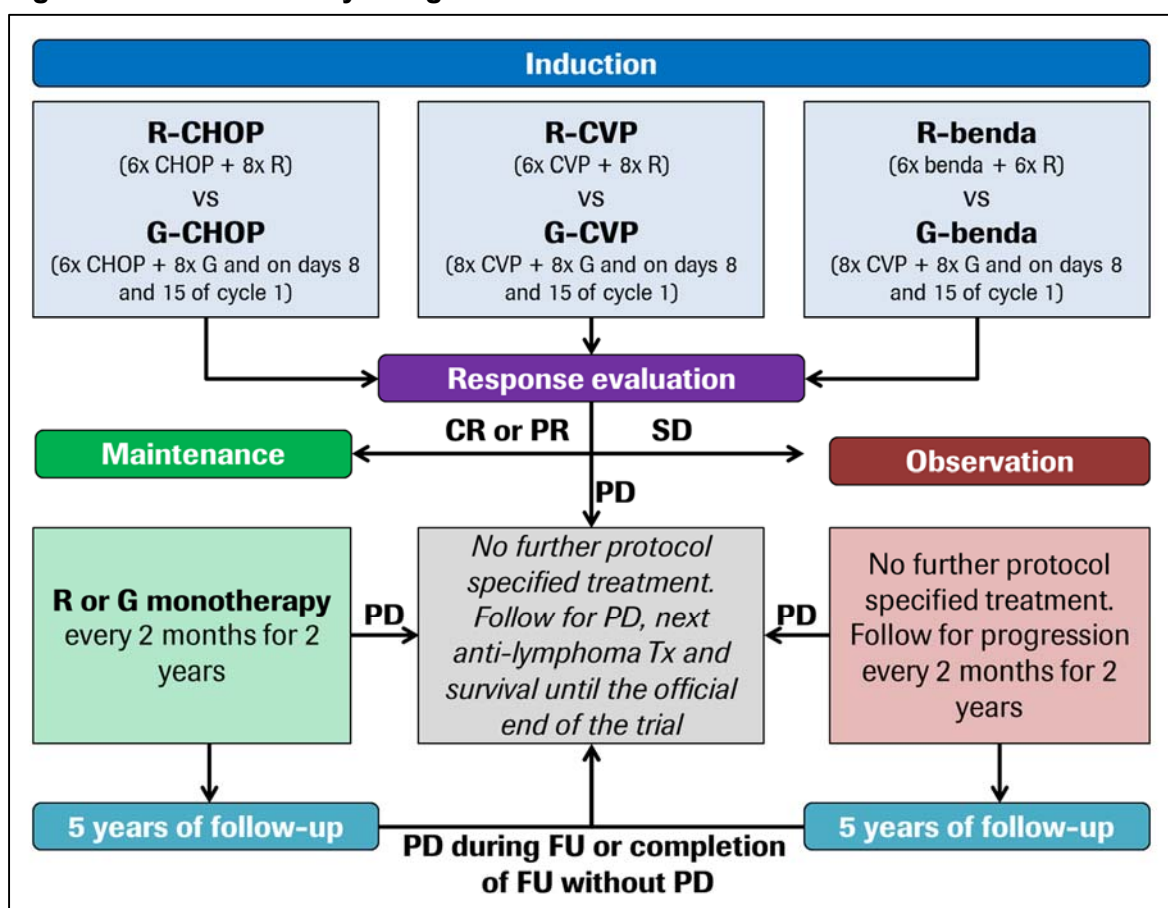 Induction
R-CHOP
(6x CHOP + 8x R)
vs
G-CHOP
(6x CHOP + 8x G and on days 8
and 15 of cycle 1)
R-CVP
(6x CVP + 8x R)
vs
G-CVP
(8x CVP + 8x G and on days 8
and 15 of cycle 1)
R-benda
(6x benda + 6x R)
vs
G-benda
(8x CVP + 8x G and on days 8
and 15 of cycle 1)
Response evaluation
CR or PR
SD
Maintenance
Observation
PD
R or G monotherapy
every 2 months for 2
years
PD
No further protocol
specified treatment.
Follow for PD, next
anti-lymphoma Tx and
survival until the official
end of the trial
PD
No further protocol
specified treatment.
Follow for progression
every 2 months for 2
years
5 years of follow-up
PD during FU or completion
of FU without PD
5 years of follow-up